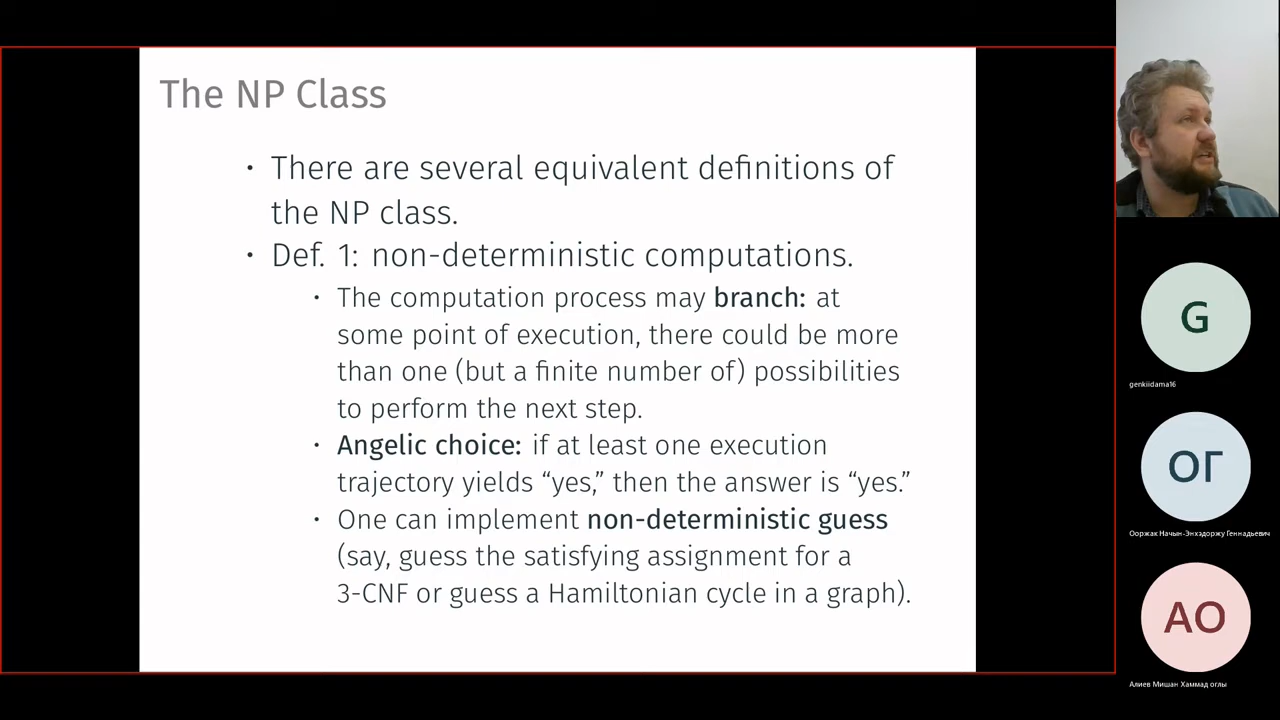 The NP Class
• There are several equivalent definitions of
the NP class.
• Def. 1: non-deterministic computations.
• The computation process may branch: at
some point of execution, there could be more
than one (but a finite number of) possibilities
to perform the next step.
• Angelic choice: if at least one execution
trajectory yields “yes,” then the answer is “yes.”
• One can implement non-deterministic guess
(say, guess the satisfying assignment for a
3-CNF or guess a Hamiltonian cycle in a graph).
G
genkiidama16
ОГ
Ооржак Начын-Энхэдоржу Геннадьевич
АО
Алиев Мишан Хаммад оглы